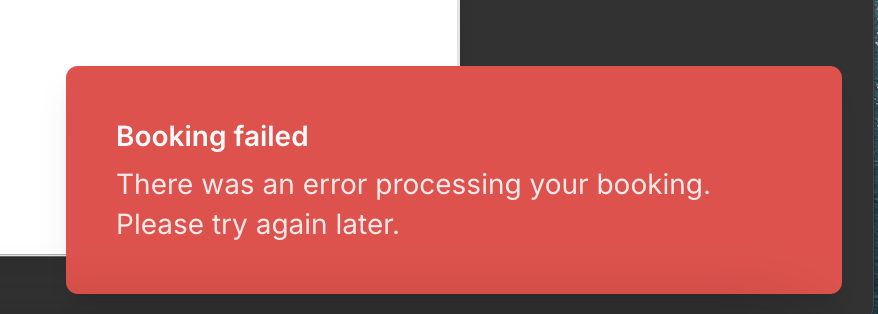 Booking failed
There was an error processing your booking.
Please try again later.